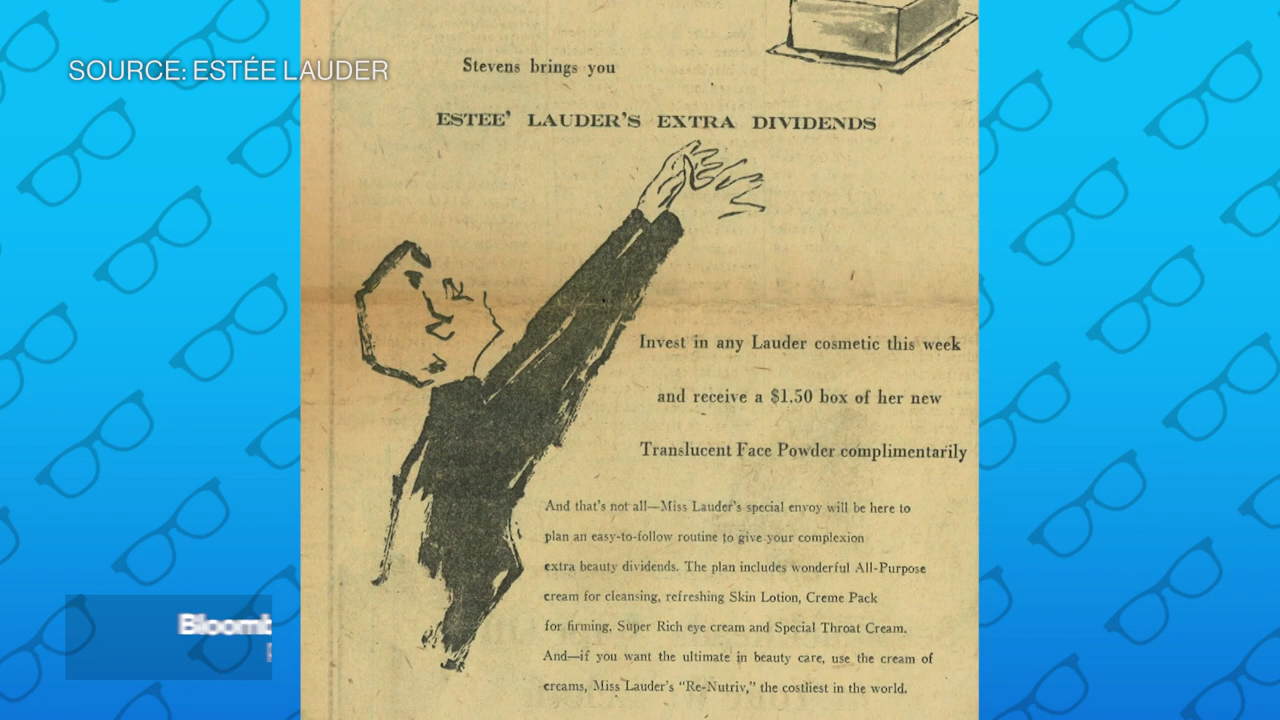 SOURCE: ESTÉE LAUDER
Stevens brings you
ESTEE' LAUDER'S EXTRA DIVIDENDS
Invest in any Lauder cosmetic this week
and receive a $1.50 box of her new
Translucent Face Powder complimentarily
And that's not all—Miss Lauder's special envoy will be here to
plan an easy-to-follow routine to give your complexion
extra beauty dividends. The plan includes wonderful All-Purpose
cream for cleansing, refreshing Skin Lotion, Creme Pack
for firming, Super Rich eye cream and Special Throat Cream.
And—if you want the ultimate in beauty care, use the cream of
creams, Miss Lauder's "Re-Nutriv," the costliest in the world.
Bloomb